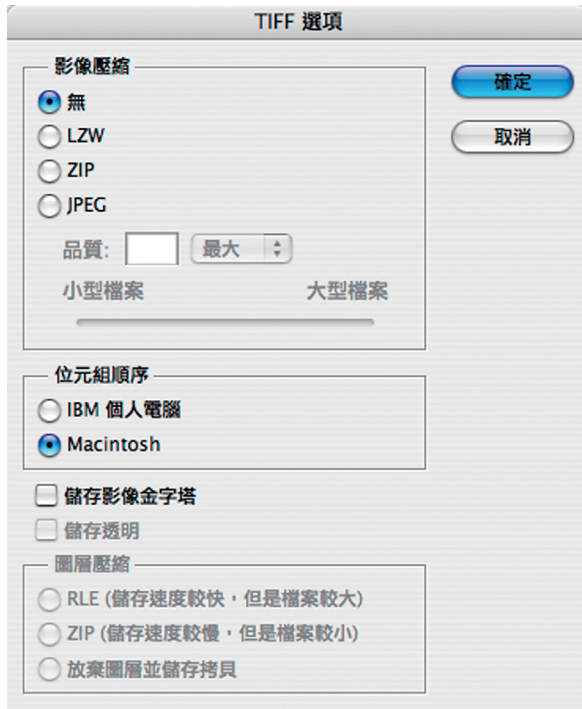 TIFF 選項
影像壓縮
無
LZW
ZIP
JPEG
品質: 最大
小型檔案 大型檔案
確定
取消
位元組順序
IBM 個人電腦
Macintosh
儲存影像金字塔
儲存透明
圖層壓縮
RLE (儲存速度較快，但是檔案較大)
ZIP (儲存速度較慢，但是檔案較小)
放棄圖層並儲存拷貝